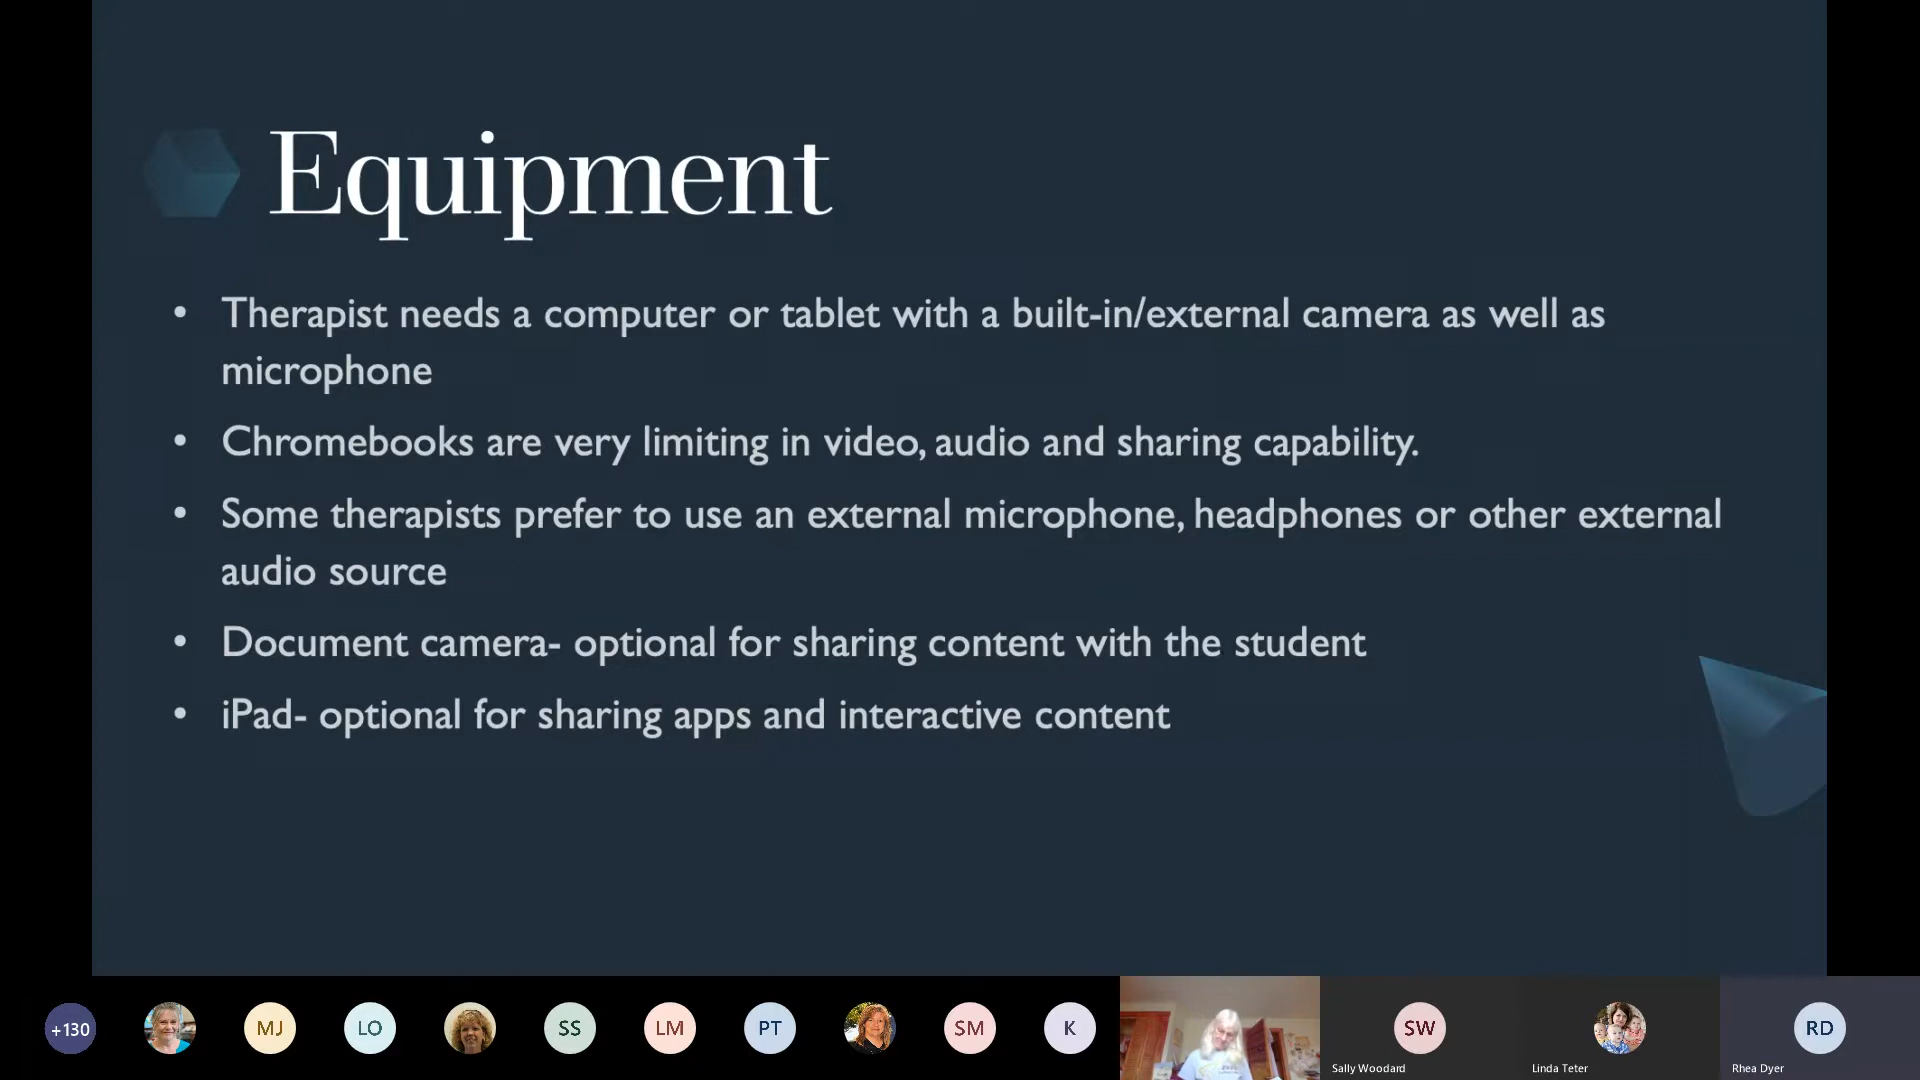 Equipment
• Therapist needs a computer or tablet with a built-in/external camera as well as
microphone
• Chromebooks are very limiting in video, audio and sharing capability.
• Some therapists prefer to use an external microphone, headphones or other external
audio source
• Document camera- optional for sharing content with the student
• iPad- optional for sharing apps and interactive content
+130
MJ
LO
SS
LM
PT
SM
K
SW
RD
Sally Woodard
Linda Teter
Rhea Dyer